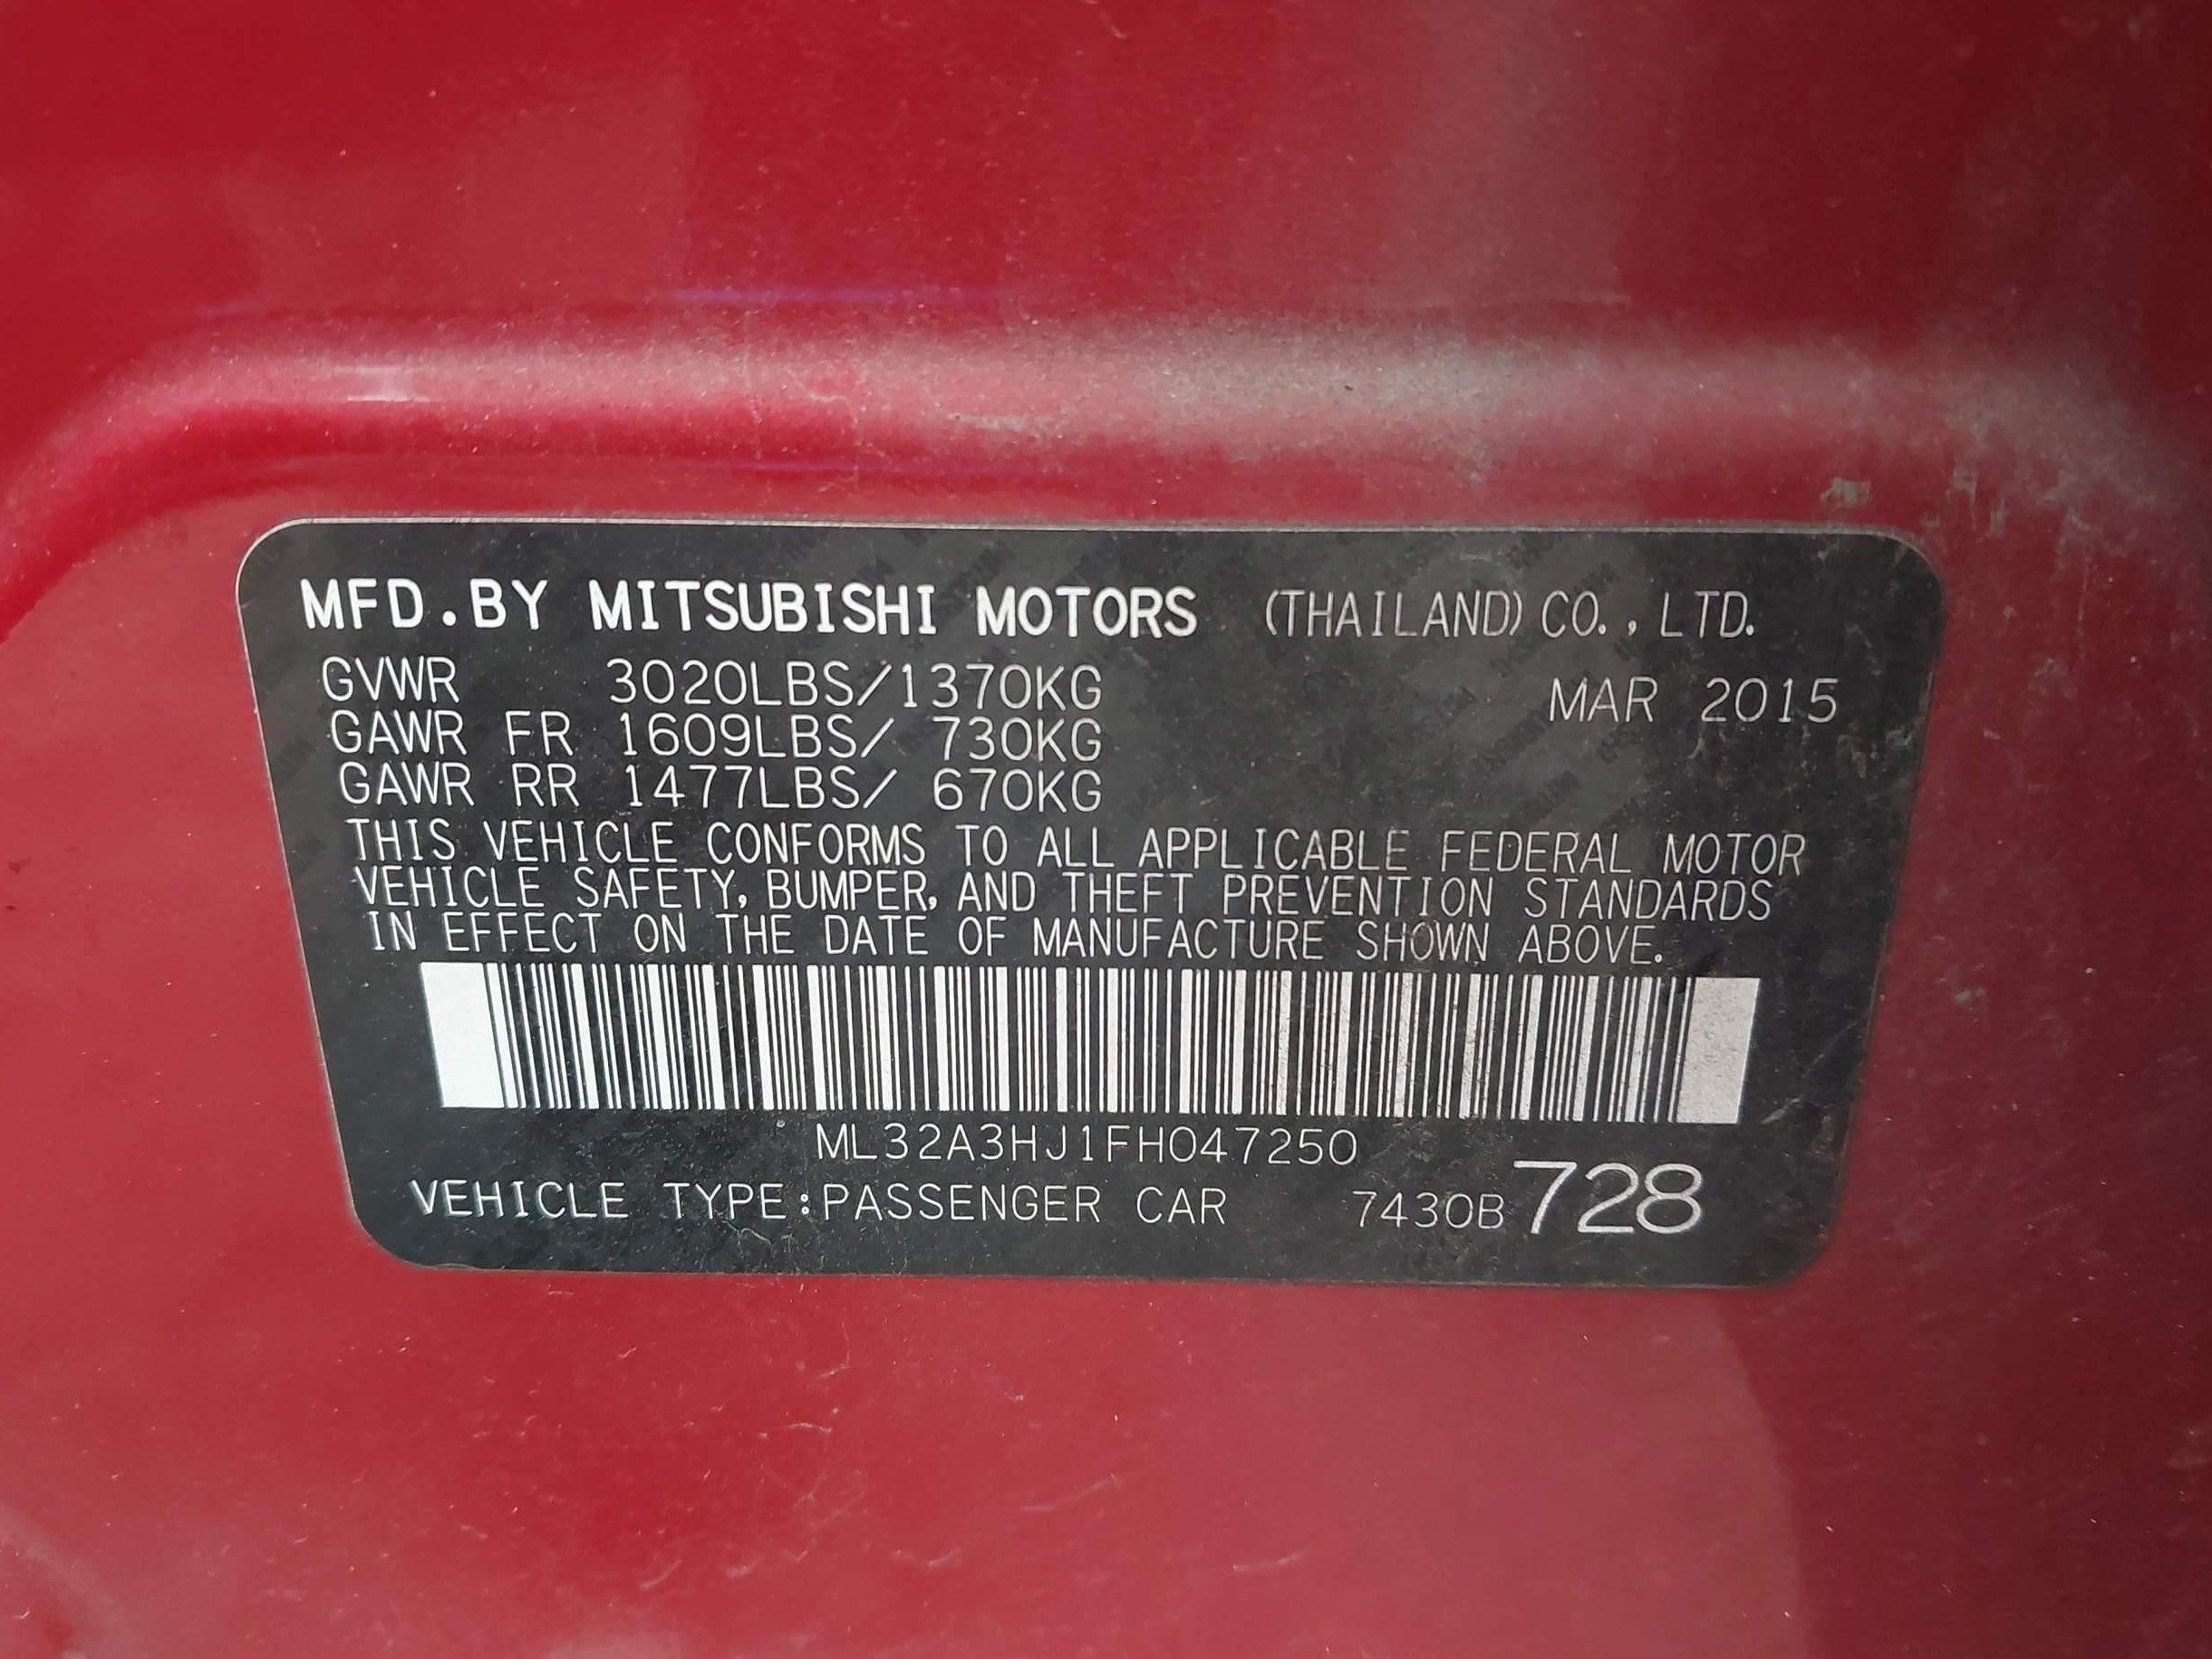 MFD.BY MITSUBISHI MOTORS (THAILAND) CO., LTD.
GVWR 3020LBS/1370KG MAR 2015
GAWR FR 1609LBS/ 730KG
GAWR RR 1477LBS/ 670KG
THIS VEHICLE CONFORMS TO ALL APPLICABLE FEDERAL MOTOR
VEHICLE SAFETY, BUMPER, AND THEFT PREVENTION STANDARDS
IN EFFECT ON THE DATE OF MANUFACTURE SHOWN ABOVE.
ML32A3HJ1FH047250
VEHICLE TYPE:PASSENGER CAR 7430B728